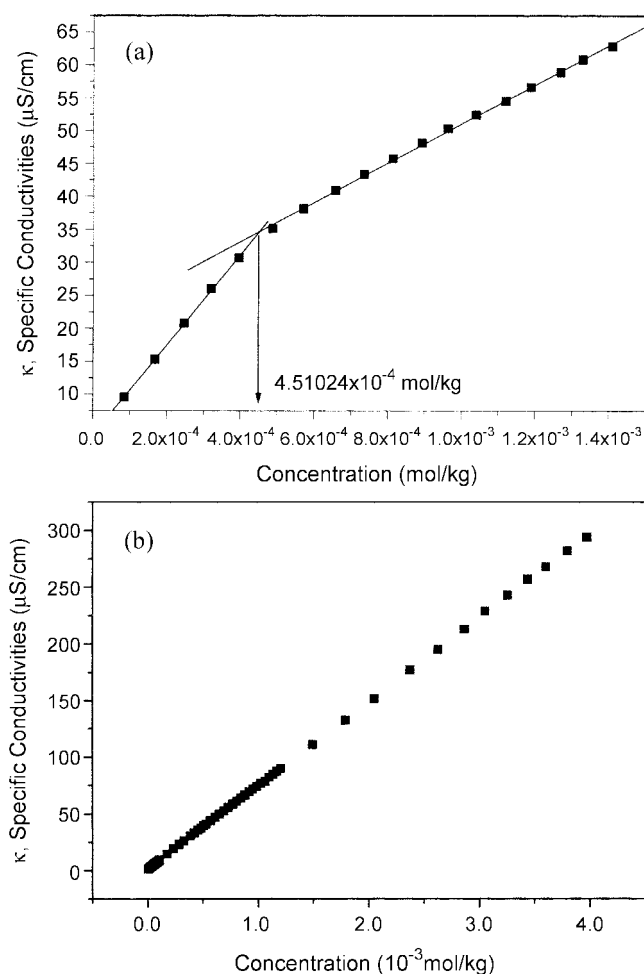 (a)
κ, Specific Conductivities (μS/cm)
65
60
55
50
45
40
35
30
25
20
15
10
4.51024x10⁻⁴ mol/kg
0.0 2.0x10⁻⁴ 4.0x10⁻⁴ 6.0x10⁻⁴ 8.0x10⁻⁴ 1.0x10⁻³ 1.2x10⁻³ 1.4x10⁻³
Concentration (mol/kg)
(b)
κ, Specific Conductivities (μS/cm)
300
250
200
150
100
50
0
0.0 1.0 2.0 3.0 4.0
Concentration (10⁻³mol/kg)